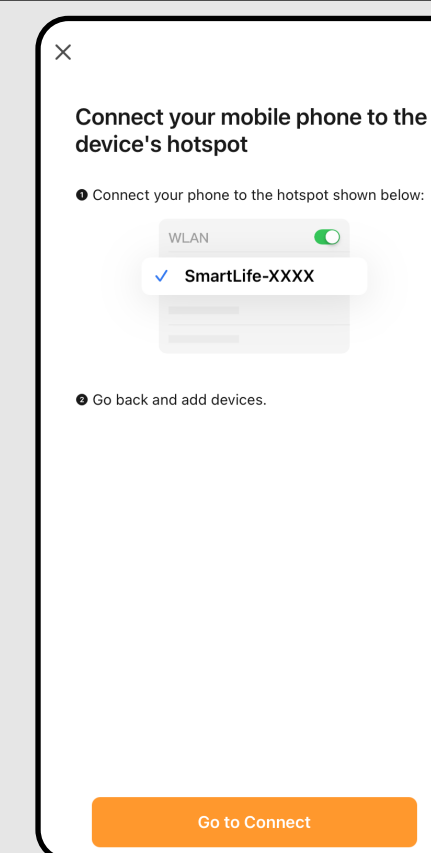 Connect your mobile phone to the
device's hotspot
❶ Connect your phone to the hotspot shown below:
WLAN
✓ SmartLife-XXXX
❷ Go back and add devices.
Go to Connect